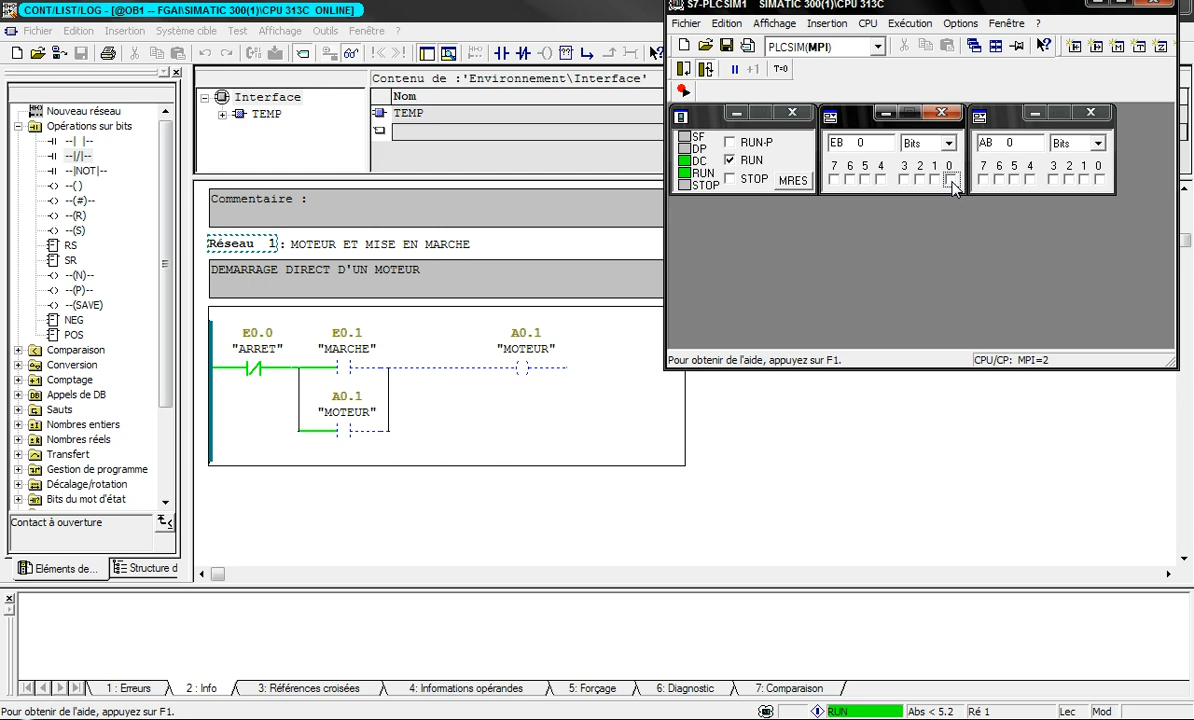 CONT/LIST/LOG - [@OB1 -- FGAI\SIMATIC 300(1)\CPU 313C ONLINE]
Fichier Edition Insertion Système cible Test Affichage Outils Fenêtre ?
Nouveau réseau
Opérations sur bits
--| |--
--|/|--
--|NOT|--
--( )
--(#)--
--(R)
--(S)
RS
SR
--(N)--
--(P)--
--(SAVE)
NEG
POS
Comparaison
Conversion
Comptage
Appels de DB
Sauts
Nombres entiers
Nombres réels
Transfert
Gestion de programme
Décalage/rotation
Bits du mot d'état
Contact à ouverture
Eléments de...
Structure d
Interface
TEMP
Contenu de :'Environnement\Interface'
Nom
TEMP
Commentaire :
Réseau 1 : MOTEUR ET MISE EN MARCHE
DEMARRAGE DIRECT D'UN MOTEUR
E0.0 E0.1 A0.1
"ARRET" "MARCHE" "MOTEUR"
A0.1
"MOTEUR"
S7-PLCSIM1 SIMATIC 300(1)\CPU 313C
Fichier Edition Affichage Insertion CPU Exécution Options Fenêtre ?
PLCSIM(MPI)
+1 T=0
SF
DP
DC
RUN
STOP
RUN-P
RUN
STOP
MRES
EB 0 Bits
7 6 5 4 3 2 1 0
AB 0 Bits
7 6 5 4 3 2 1 0
Pour obtenir de l'aide, appuyez sur F1. CPU/CP: MPI=2
1 : Erreurs 2 : Info 3: Références croisées 4: Infomations opérandes 5: Forçage 6: Diagnostic 7: Comparaison
Pour obtenir de l'aide, appuyez sur F1. RUN Abs < 5.2 Ré 1 Lec Mod